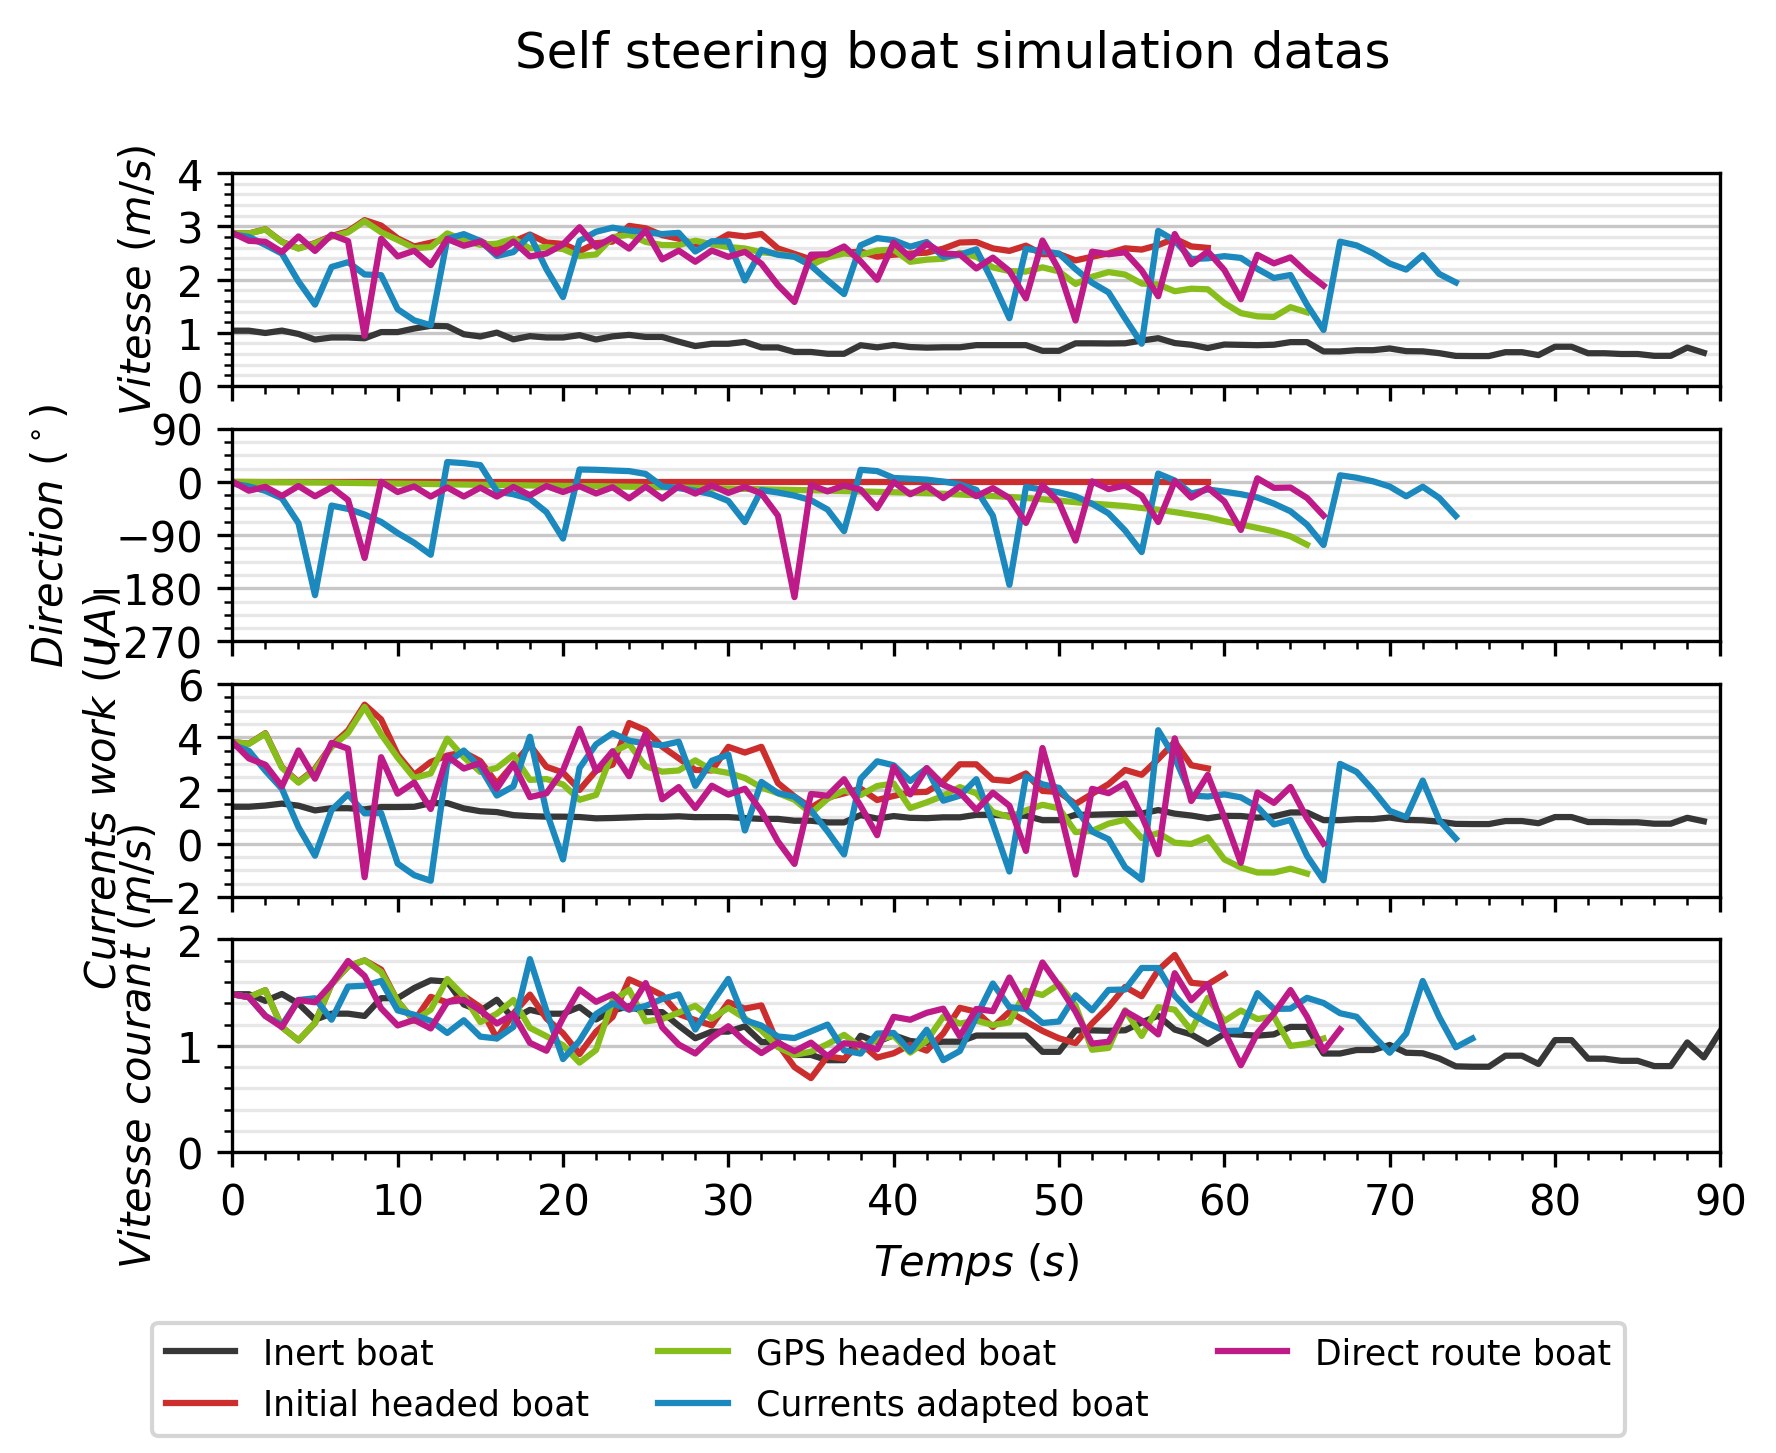 Self steering boat simulation datas
Vitesse (m/s)
4
3
2
1
0
Direction (°)
90
0
−90
−180
−270
Currents work (UA)
6
4
2
0
−2
Vitesse courant (m/s)
2
1
0
0 10 20 30 40 50 60 70 80 90
Temps (s)
Inert boat
Initial headed boat
GPS headed boat
Currents adapted boat
Direct route boat